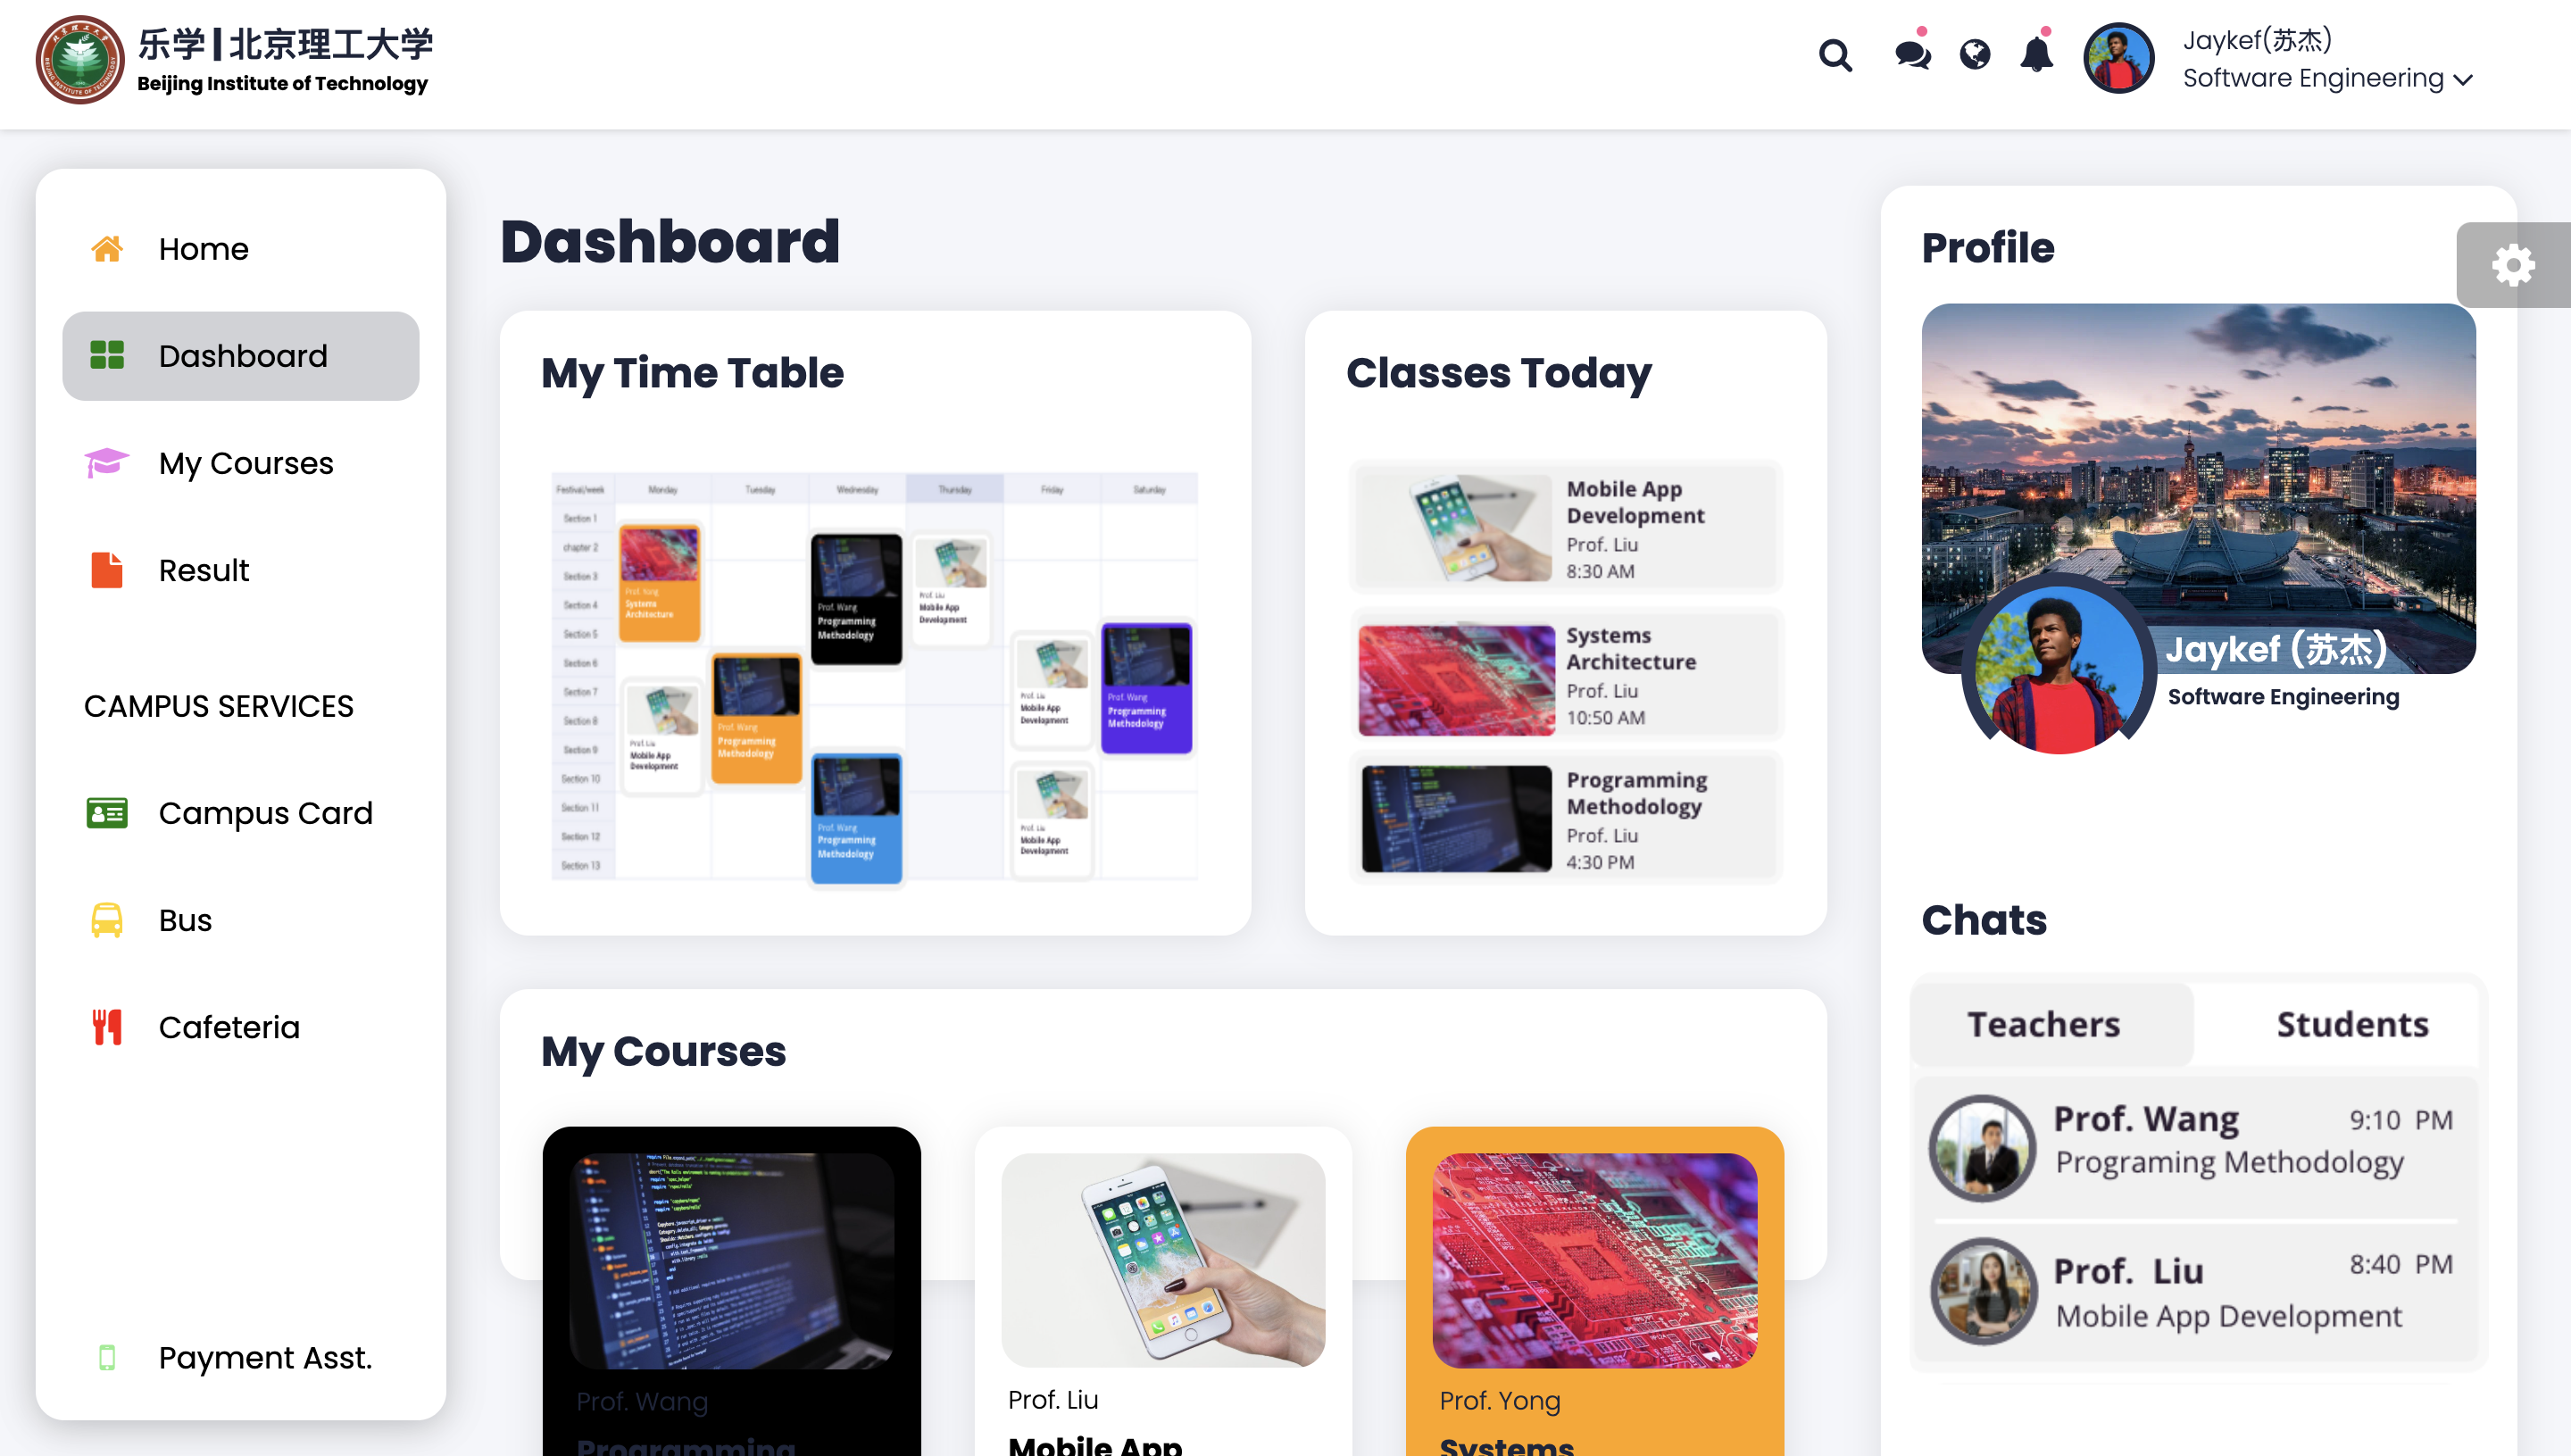 乐学|北京理工大学
Beijing Institute of Technology
Jaykef(苏杰)
Software Engineering
Home
Dashboard
My Courses
Result
CAMPUS SERVICES
Campus Card
Bus
Cafeteria
Payment Asst.
Dashboard
My Time Table
Festival/week Monday Tuesday Wednesday Thursday Friday Saturday
Section 1
chapter 2
Section 3
Section 4
Section 5
Section 6
Section 7
Section 8
Section 9
Section 10
Section 11
Section 12
Section 13
Prof. Yong
Systems
Architecture
Prof. Liu
Mobile App
Development
Prof. Wang
Programming
Methodology
Prof. Wang
Programming
Methodology
Prof. Wang
Programming
Methodology
Prof. Liu
Mobile App
Development
Prof. Liu
Mobile App
Development
Prof. Liu
Mobile App
Development
Prof. Wang
Programming
Methodology
Classes Today
Mobile App
Development
Prof. Liu
8:30 AM
Systems
Architecture
Prof. Liu
10:50 AM
Programming
Methodology
Prof. Liu
4:30 PM
My Courses
Prof. Wang
Programming
Prof. Liu
Mobile App
Prof. Yong
Systems
Profile
Jaykef (苏杰)
Software Engineering
Chats
Teachers Students
Prof. Wang 9:10 PM
Programing Methodology
Prof. Liu 8:40 PM
Mobile App Development